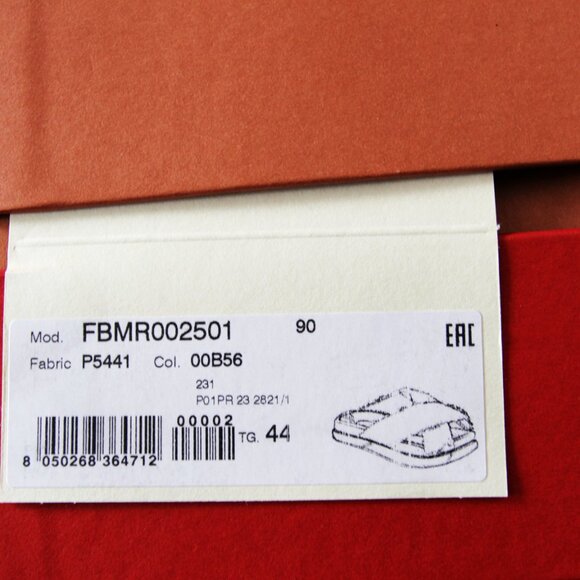 Mod. FBMR002501 90 EAC
Fabric P5441 Col. 00B56
231
P01PR 23 2821/1
00002
TG. 44
8 050268 364712